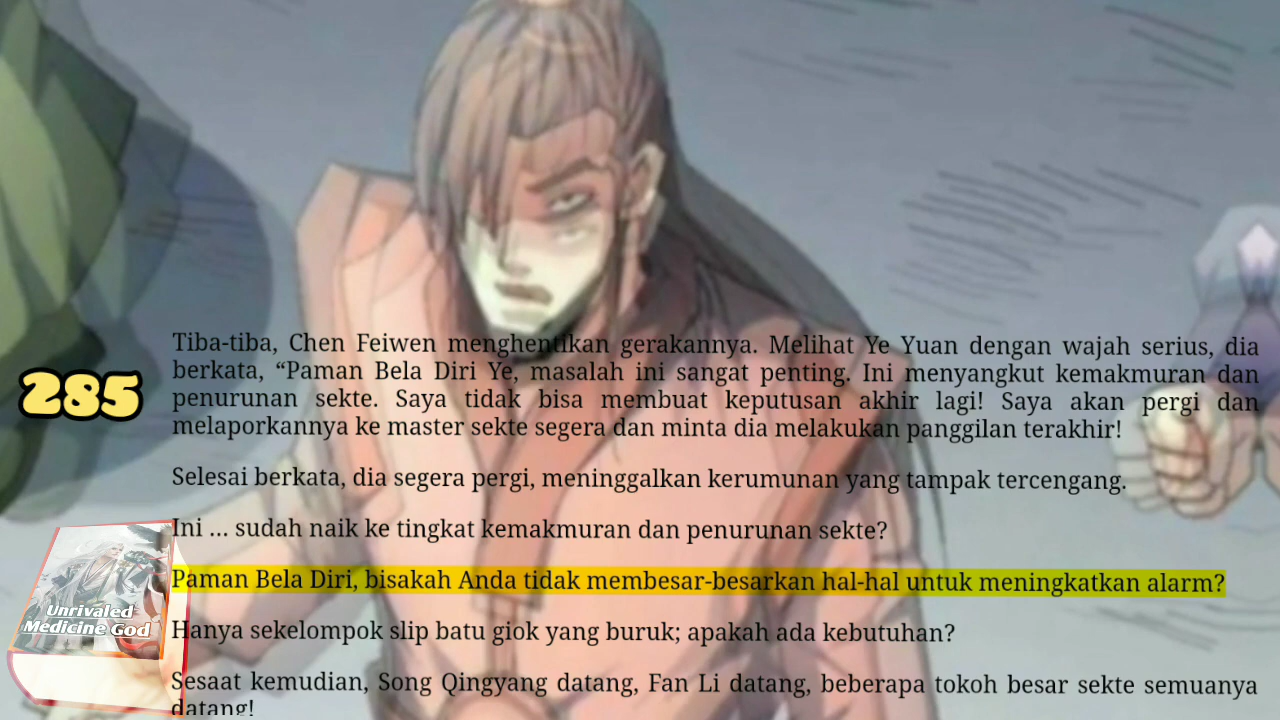 Tiba-tiba, Chen Feiwen menghentikan gerakannya. Melihat Ye Yuan dengan wajah serius, dia
berkata, “Paman Bela Diri Ye, masalah ini sangat penting. Ini menyangkut kemakmuran dan
penurunan sekte. Saya tidak bisa membuat keputusan akhir lagi! Saya akan pergi dan
melaporkannya ke master sekte segera dan minta dia melakukan panggilan terakhir!
285
Selesai berkata, dia segera pergi, meninggalkan kerumunan yang tampak tercengang.
Ini ... sudah naik ke tingkat kemakmuran dan penurunan sekte?
Paman Bela Diri, bisakah Anda tidak membesar-besarkan hal-hal untuk meningkatkan alarm?
Unrivaled
Medicine God
Hanya sekelompok slip batu giok yang buruk; apakah ada kebutuhan?
Sesaat kemudian, Song Qingyang datang, Fan Li datang, beberapa tokoh besar sekte semuanya
datang!